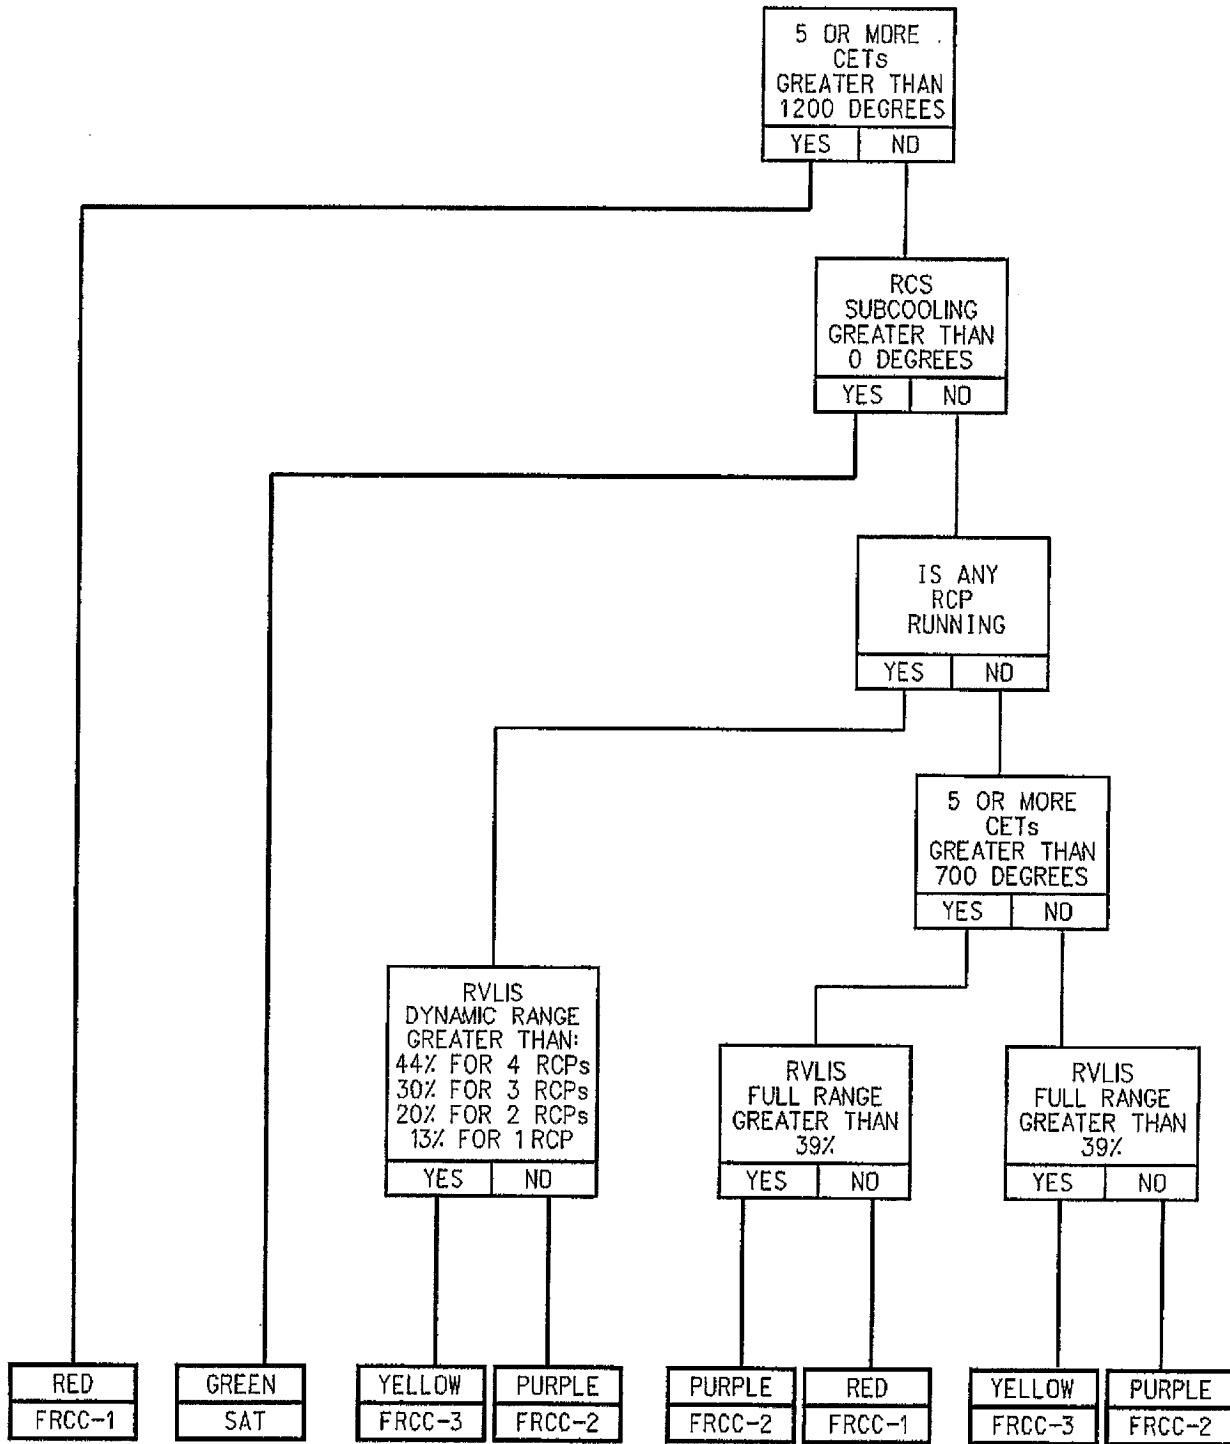 5 OR MORE
CETs
GREATER THAN
1200 DEGREES
YES NO
RCS
SUBCOOLING
GREATER THAN
0 DEGREES
YES NO
IS ANY
RCP
RUNNING
YES NO
5 OR MORE
CETs
GREATER THAN
700 DEGREES
YES NO
RVLIS
DYNAMIC RANGE
GREATER THAN:
44% FOR 4 RCPs
30% FOR 3 RCPs
20% FOR 2 RCPs
13% FOR 1 RCP
YES NO
RVLIS
FULL RANGE
GREATER THAN
39%
YES NO
RVLIS
FULL RANGE
GREATER THAN
39%
YES NO
RED
FRCC-1
GREEN
SAT
YELLOW
FRCC-3
PURPLE
FRCC-2
PURPLE
FRCC-2
RED
FRCC-1
YELLOW
FRCC-3
PURPLE
FRCC-2